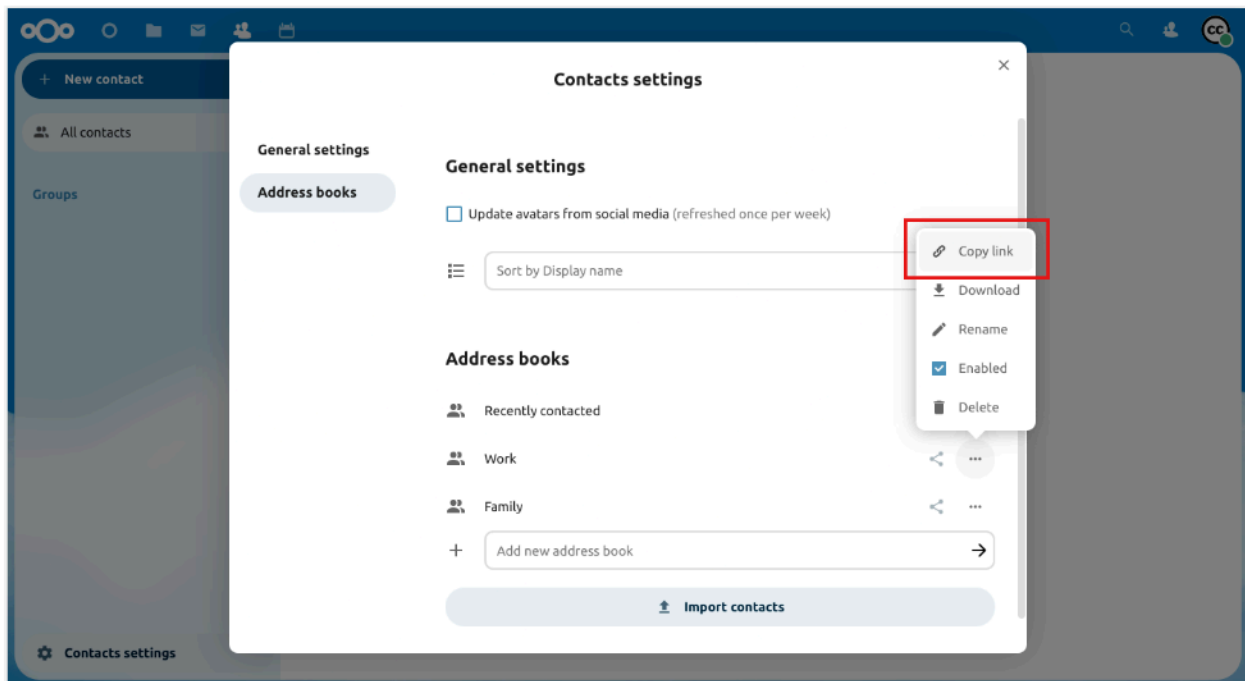 CC
New contact
Contacts settings
All contacts
General settings
Address books
Groups
General settings
Update avatars from social media (refreshed once per week)
Sort by Display name
Copy link
Download
Rename
Enabled
Delete
Address books
Recently contacted
Work
Family
Add new address book
Import contacts
Contacts settings